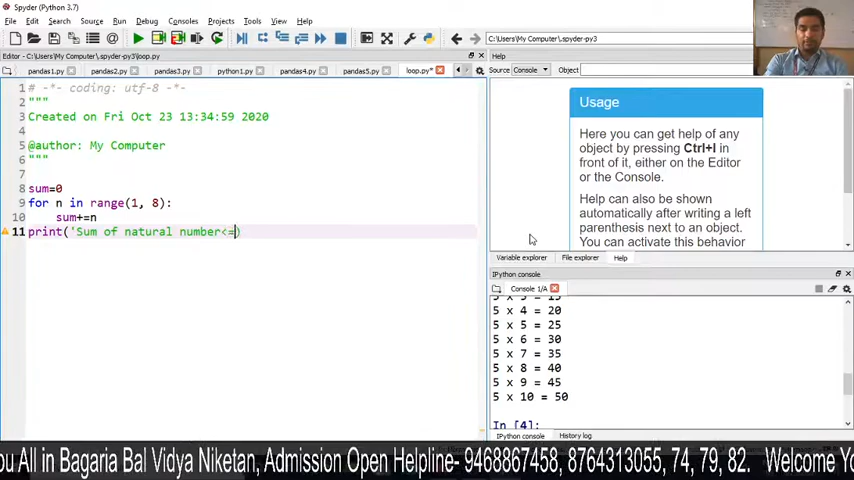 Spyder (Python 3.7)
File Edit Search Source Run Debug Consoles Projects Tools View Help
C:\Users\My Computer\.spyder-py3
Editor - C:\Users\My Computer\.spyder-py3\loop.py
Help
pandas1.py pandas2.py pandas3.py python1.py pandas4.py pandas5.py loop.py*
Source Console Object
1 # -*- coding: utf-8 -*-
2 """
3 Created on Fri Oct 23 13:34:59 2020
4
5 @author: My Computer
6 """
7
8 sum=0
9 for n in range(1, 8):
10 sum+=n
11 print('Sum of natural number<=)
Usage
Here you can get help of any
object by pressing Ctrl+I in
front of it, either on the Editor
or the Console.
Help can also be shown
automatically after writing a left
parenthesis next to an object.
You can activate this behavior
Variable explorer File explorer Help
IPython console
Console 1/A
5 x 3 = 15
5 x 4 = 20
5 x 5 = 25
5 x 6 = 30
5 x 7 = 35
5 x 8 = 40
5 x 9 = 45
5 x 10 = 50
In [4]:
IPython console History log
ou All in Bagaria Bal Vidya Niketan, Admission Open Helpline- 9468867458, 8764313055, 74, 79, 82. Welcome Yo